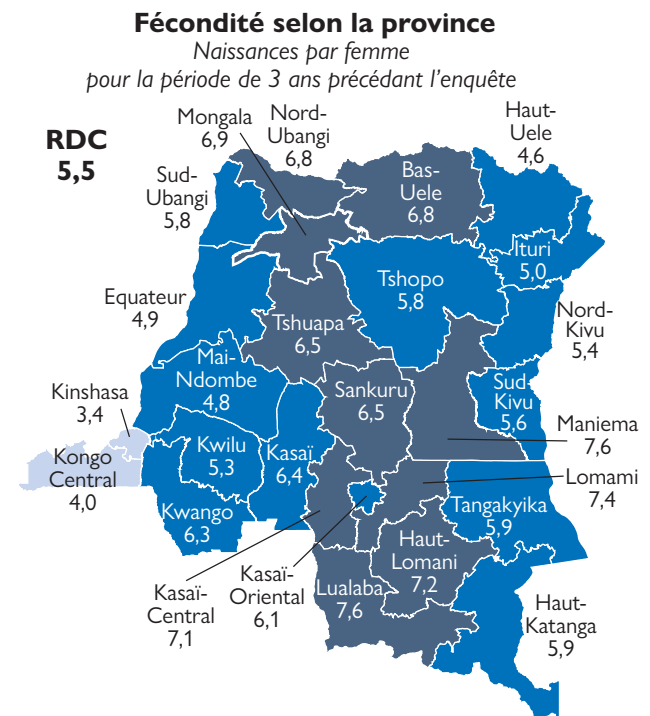 Fécondité selon la province
Naissances par femme
pour la période de 3 ans précédant l’enquête
RDC
5,5
Mongala
6,9
Nord-
Ubangi
6,8
Haut-
Uele
4,6
Sud-
Ubangi
5,8
Bas-
Uele
6,8
Ituri
5,0
Tshopo
5,8
Equateur
4,9
Nord-
Kivu
5,4
Tshuapa
6,5
Mai-
Ndombe
4,8
Sankuru
6,5
Sud-
Kivu
5,6
Kinshasa
3,4
Maniema
7,6
Kongo
Central
4,0
Kwilu
5,3
Kasaï
6,4
Lomami
7,4
Kwango
6,3
Tangakyika
5,9
Haut-
Lomani
7,2
Kasaï-
Central
7,1
Kasaï-
Oriental
6,1
Lualaba
7,6
Haut-
Katanga
5,9